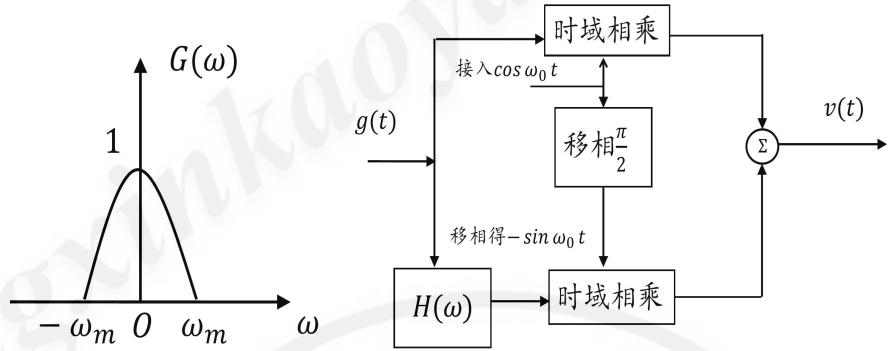 G(ω)
1
− ω_m O ω_m ω
时域相乘
接入cos ω_0 t
g(t)
移相 π/2
v(t)
Σ
移相得−sin ω_0 t
H(ω)
时域相乘